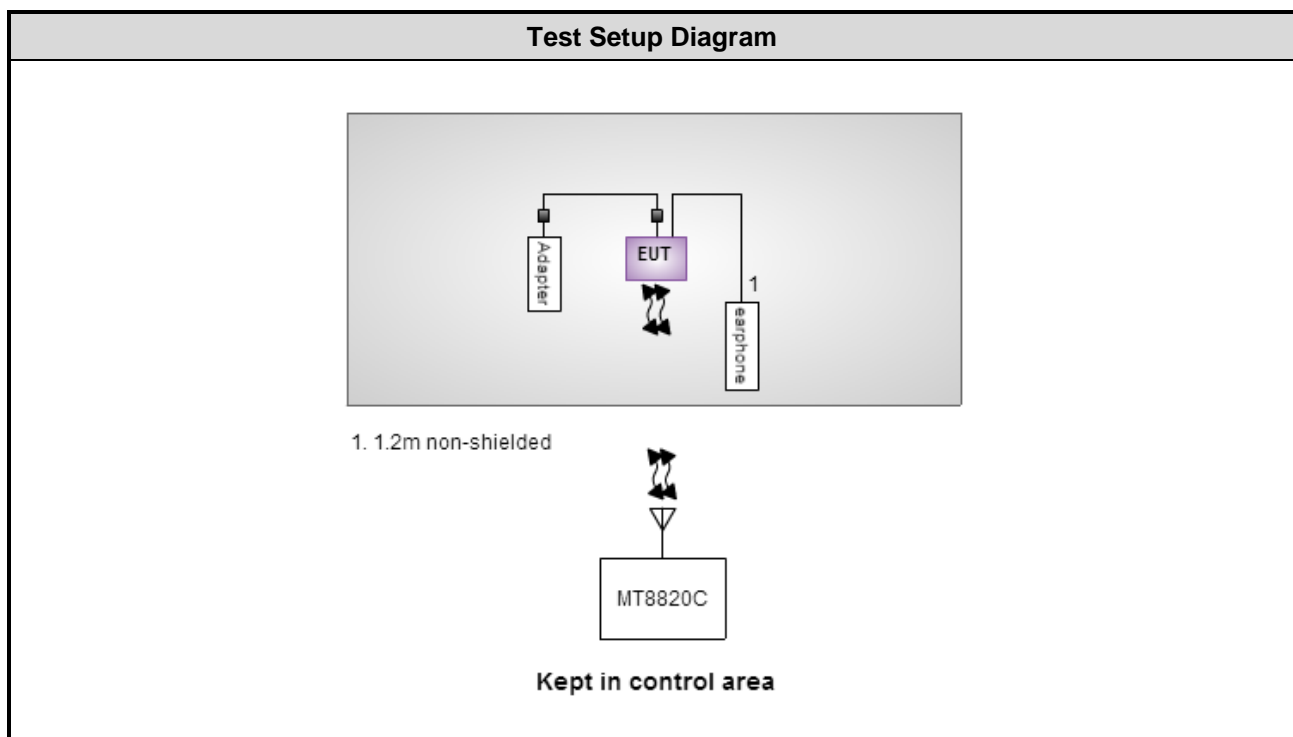 Test Setup Diagram
Adapter
EUT
1
earphone
1. 1.2m non-shielded
MT8820C
Kept in control area